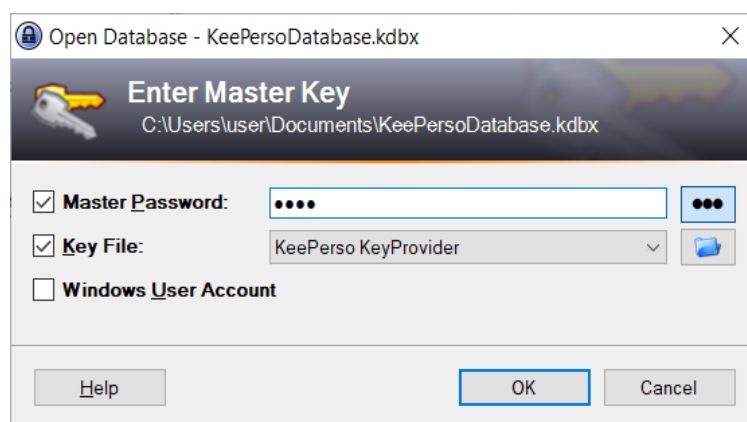 Open Database - KeePersoDatabase.kdbx
Enter Master Key
C:\Users\user\Documents\KeePersoDatabase.kdbx
Master Password: ●●●● ●●●
Key File: KeePerso KeyProvider
Windows User Account
Help OK Cancel